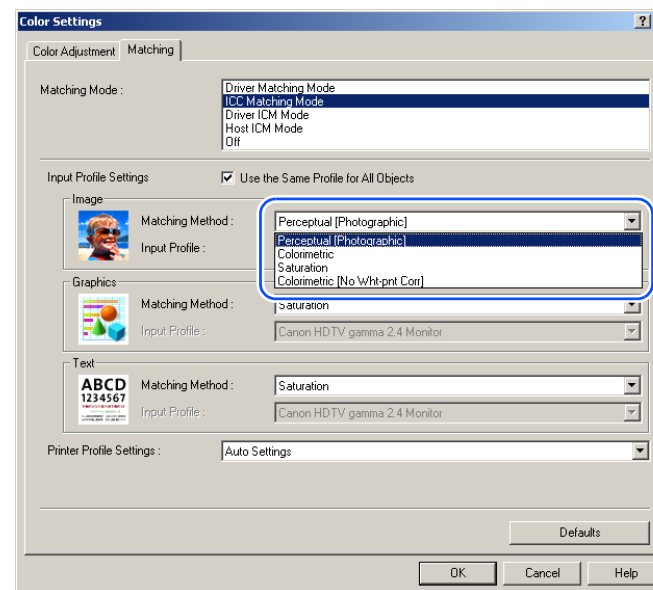 Color Settings
?
Color Adjustment Matching
Matching Mode :
Driver Matching Mode
ICC Matching Mode
Driver ICM Mode
Host ICM Mode
Off
Input Profile Settings
Use the Same Profile for All Objects
Image
Matching Method :
Perceptual [Photographic]
Input Profile :
Perceptual [Photographic]
Colorimetric
Saturation
Colorimetric [No Wht-pnt Corr]
Graphics
Matching Method :
Saturation
Input Profile :
Canon HDTV gamma 2.4 Monitor
Text
ABCD
1234567
Matching Method :
Saturation
Input Profile :
Canon HDTV gamma 2.4 Monitor
Printer Profile Settings :
Auto Settings
Defaults
OK Cancel Help